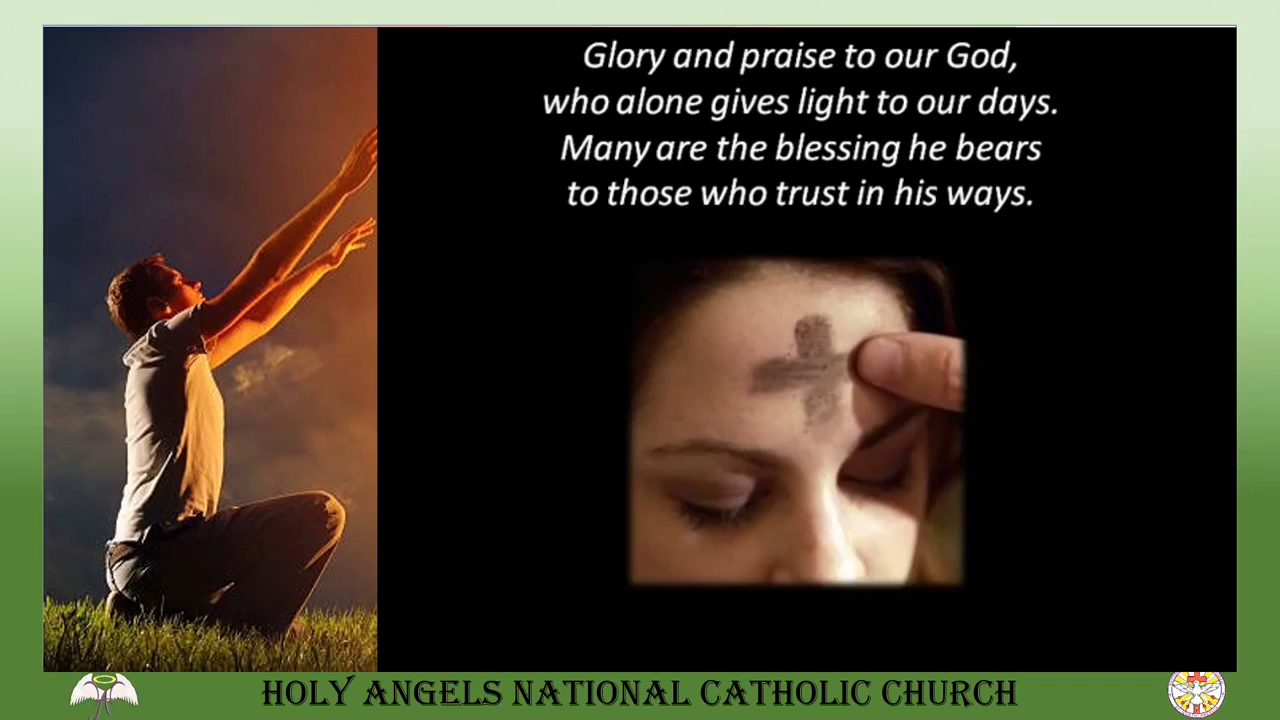 Glory and praise to our God,
who alone gives light to our days.
Many are the blessing he bears
to those who trust in his ways.
HOLY ANGELS NATIONAL CATHOLIC CHURCH